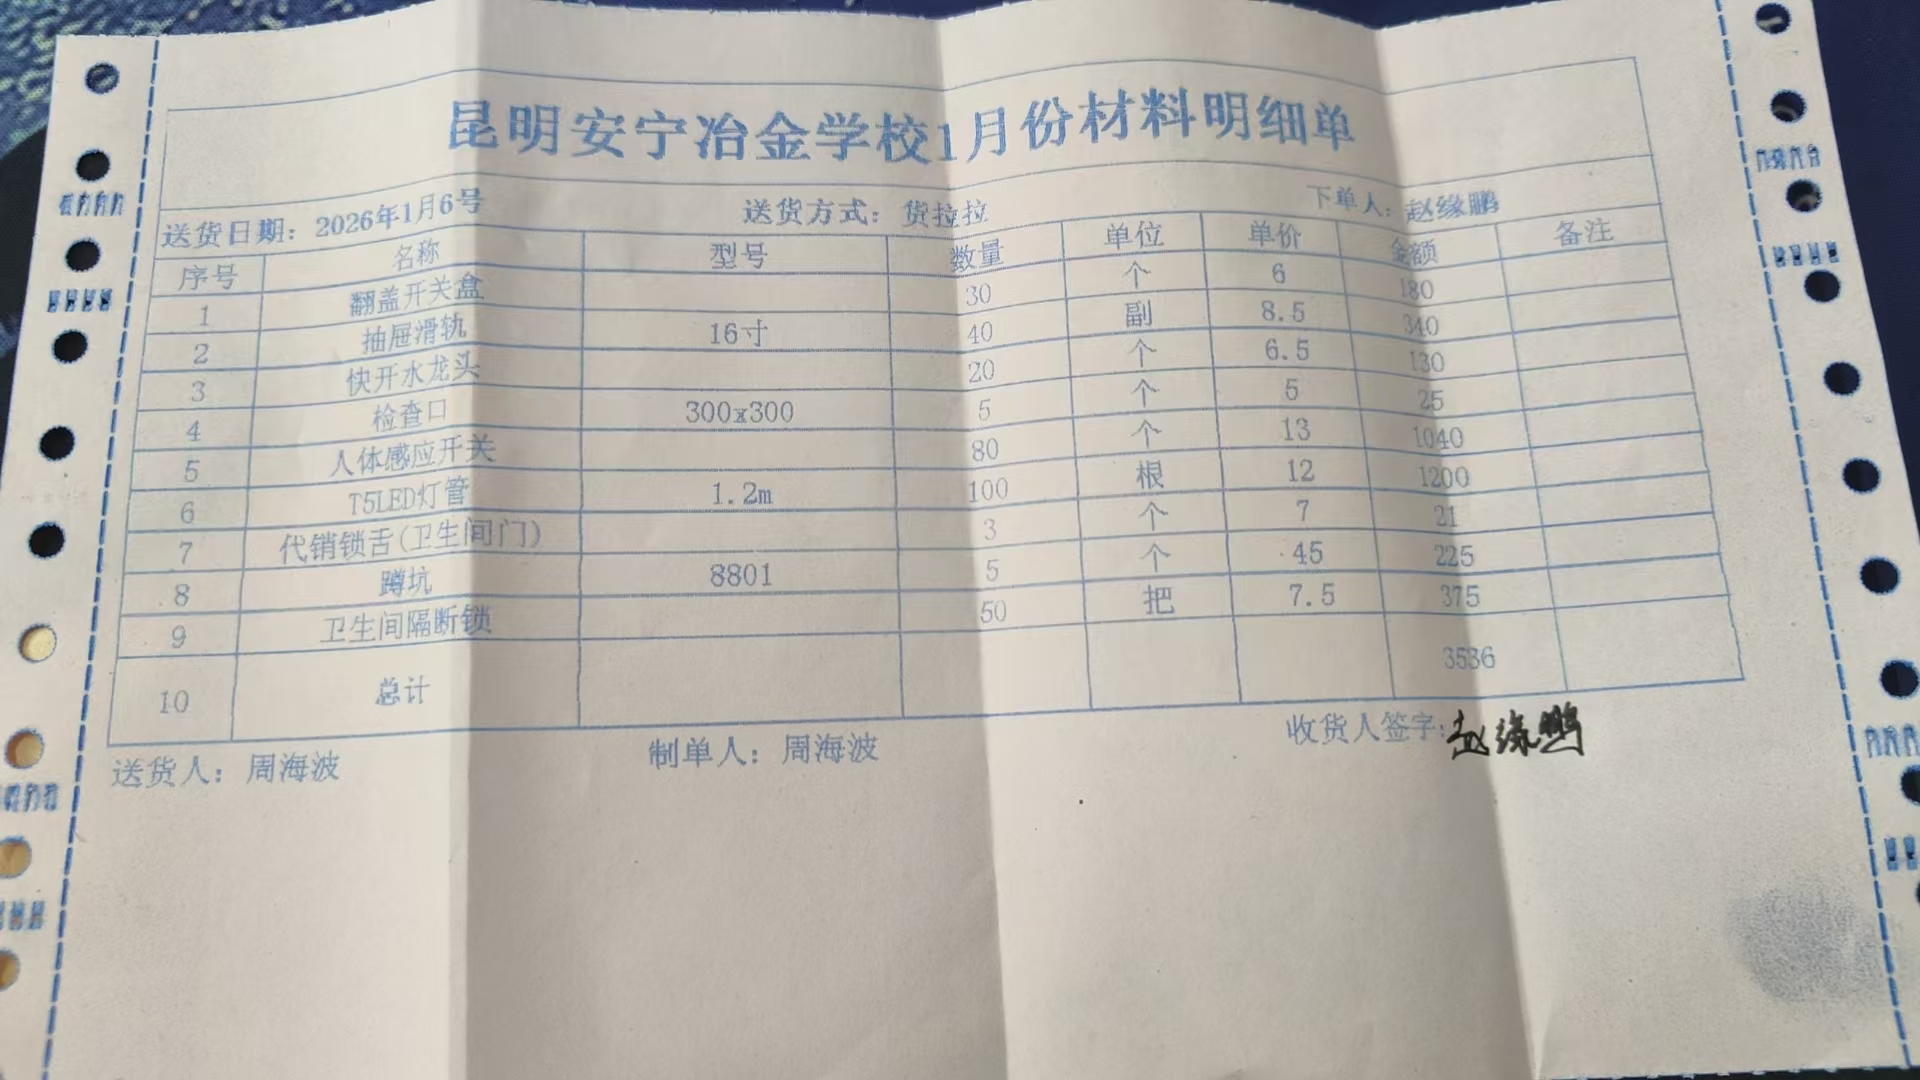 昆明安宁冶金学校1月份材料明细单
送货日期：2026年1月6号 送货方式：货拉拉 下单人：赵缘鹏
序号 名称 型号 数量 单位 单价 金额 备注
1 翻盖开关盒 30 个 6 180
2 抽屉滑轨 16寸 40 副 8.5 340
3 快开水龙头 20 个 6.5 130
4 检查口 300x300 5 个 5 25
5 人体感应开关 80 个 13 1040
6 T5LED灯管 1.2m 100 根 12 1200
7 代销锁舌(卫生间门) 3 个 7 21
8 蹲坑 8801 5 个 45 225
9 卫生间隔断锁 50 把 7.5 375
10 总计 3536
送货人：周海波 制单人：周海波 收货人签字:赵缘鹏